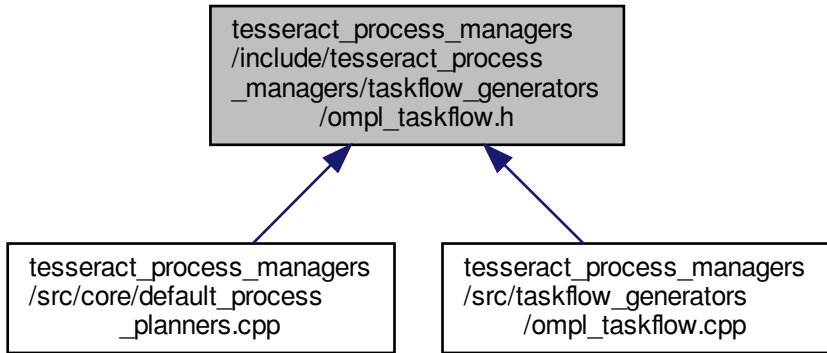 tesseract_process_managers
/include/tesseract_process
_managers/taskflow_generators
/ompl_taskflow.h
tesseract_process_managers
/src/core/default_process
_planners.cpp
tesseract_process_managers
/src/taskflow_generators
/ompl_taskflow.cpp